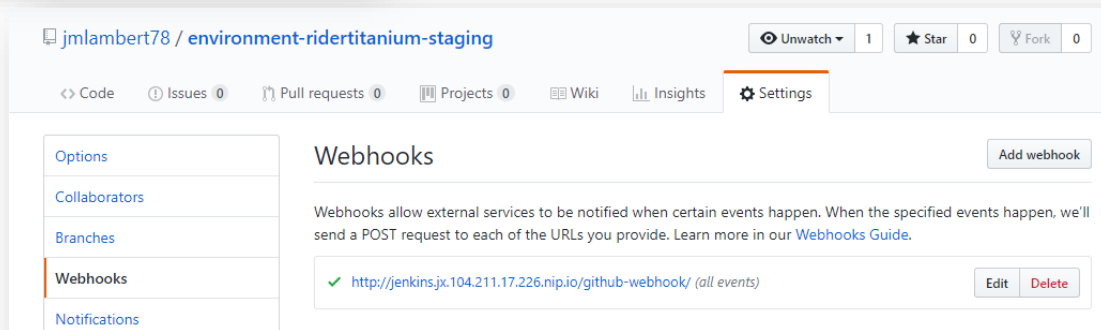 jmlambert78 / environment-ridertitanium-staging
Unwatch 1 Star 0 Fork 0
Code Issues 0 Pull requests 0 Projects 0 Wiki Insights Settings
Options
Collaborators
Branches
Webhooks
Notifications
Webhooks
Add webhook
Webhooks allow external services to be notified when certain events happen. When the specified events happen, we'll
send a POST request to each of the URLs you provide. Learn more in our Webhooks Guide.
http://jenkins.jx.104.211.17.226.nip.io/github-webhook/ (all events)
Edit Delete